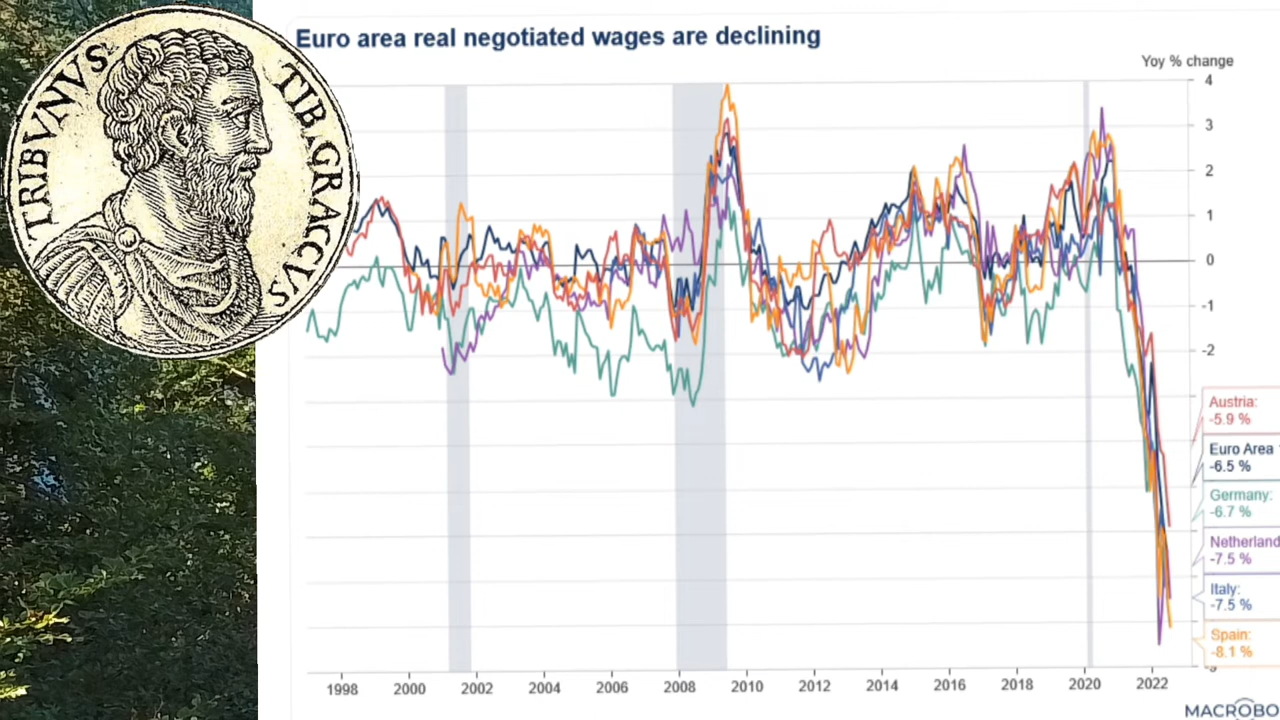 TRIBVNVS
TIB.GRACCVS
Euro area real negotiated wages are declining
Yoy % change
4
3
2
1
0
-1
-2
Austria:
-5.9 %
Euro Area
-6.5 %
Germany:
-6.7 %
Netherland
-7.5 %
Italy:
-7.5 %
Spain:
-8.1 %
1998 2000 2002 2004 2006 2008 2010 2012 2014 2016 2018 2020 2022
MACROBO